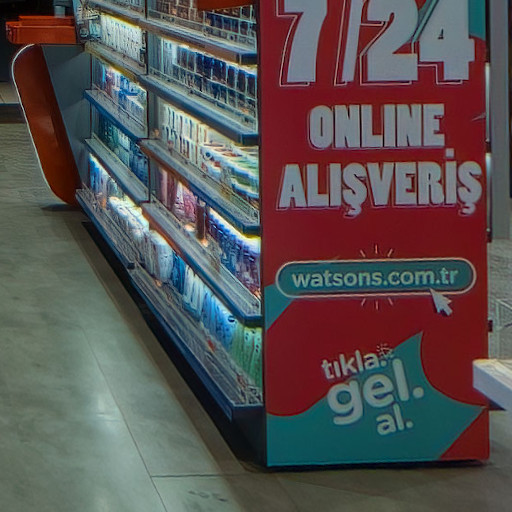 7/24
ONLINE
ALIŞVERİŞ
watsons.com.tr
tıkla.
gel.
al.